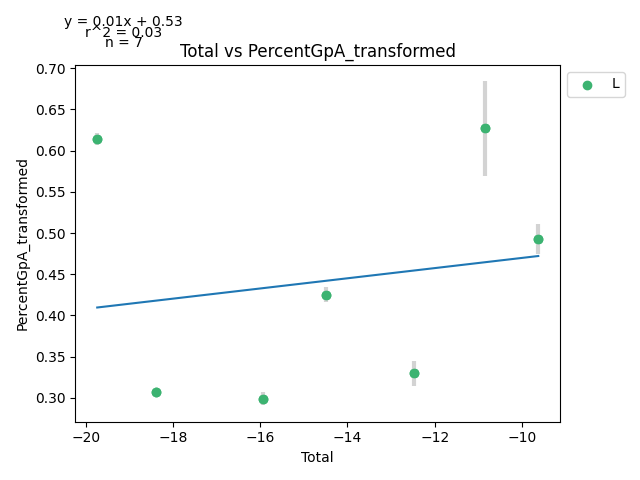 y = 0.01x + 0.53
r^2 = 0.03
n = 7
Total vs PercentGpA_transformed
L
PercentGpA_transformed
0.70
0.65
0.60
0.55
0.50
0.45
0.40
0.35
0.30
−20 −18 −16 −14 −12 −10
Total